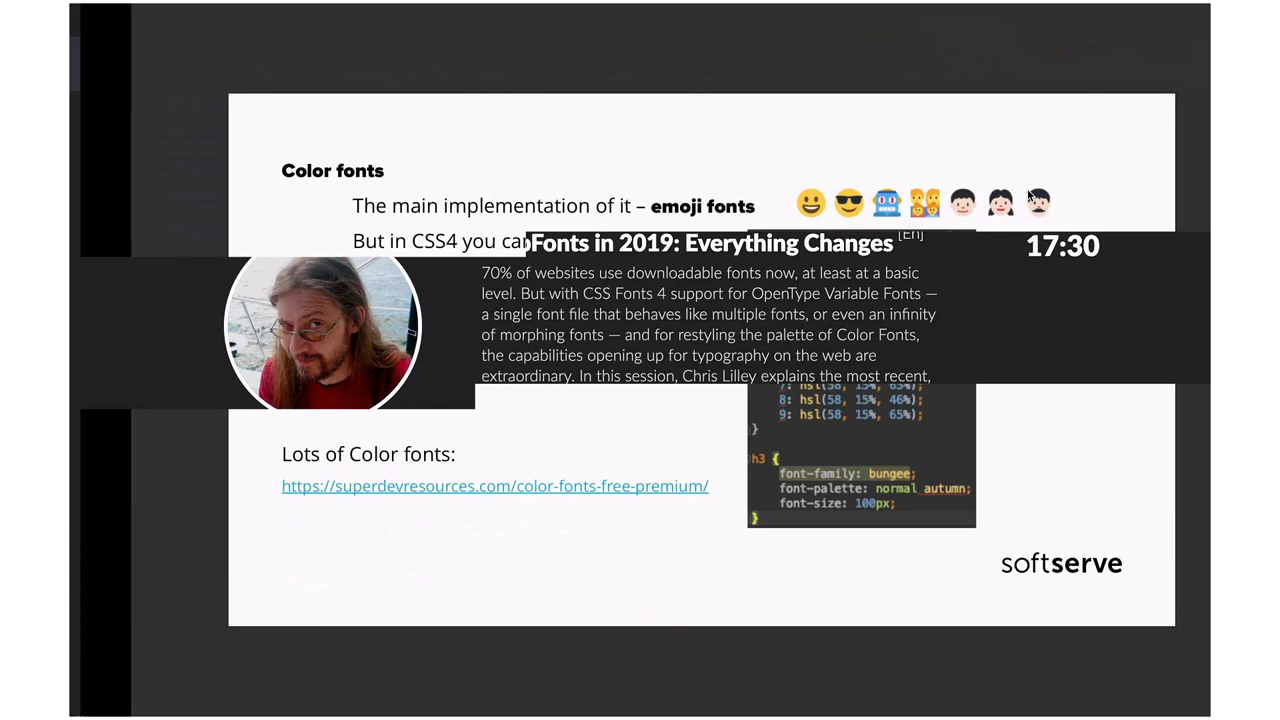 Color fonts
The main implementation of it – emoji fonts
But in CSS4 you ca
Fonts in 2019: Everything Changes [En]
17:30
70% of websites use downloadable fonts now, at least at a basic
level. But with CSS Fonts 4 support for OpenType Variable Fonts —
a single font file that behaves like multiple fonts, or even an infinity
of morphing fonts — and for restyling the palette of Color Fonts,
the capabilities opening up for typography on the web are
extraordinary. In this session, Chris Lilley explains the most recent,
7: hsl(58, 15%, 65%);
8: hsl(58, 15%, 46%);
9: hsl(58, 15%, 65%);
}
h3 {
font-family: bungee;
font-palette: normal autumn;
font-size: 100px;
}
Lots of Color fonts:
https://superdevresources.com/color-fonts-free-premium/
softserve